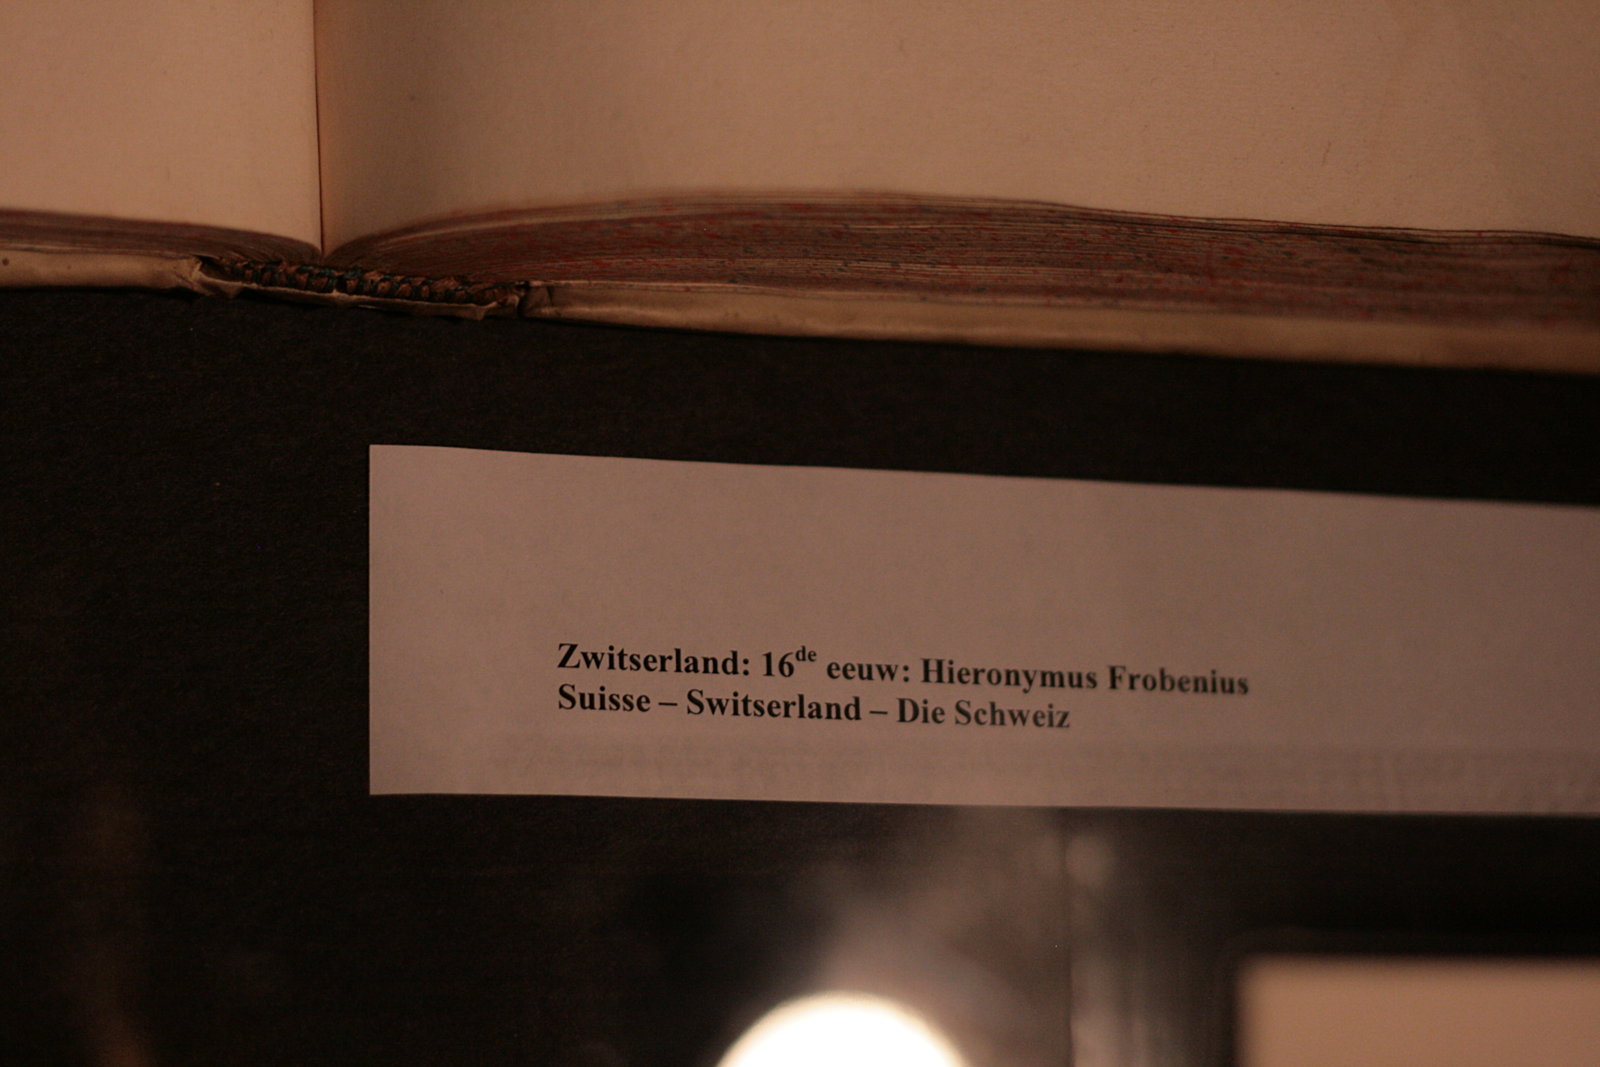 Zwitserland: 16de eeuw: Hieronymus Frobenius
Suisse – Switserland – Die Schweiz